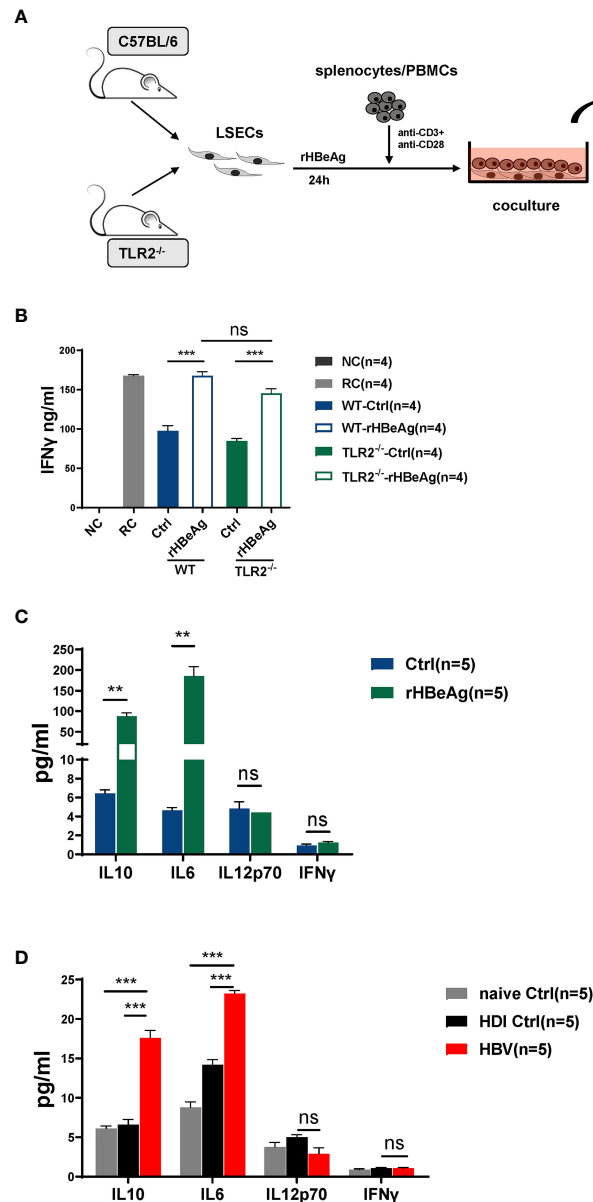 A
C57BL/6
splenocytes/PBMCs
LSECs
anti-CD3+
anti-CD28
rHBeAg
24h
coculture
TLR2-/-
B
ns
*** ***
200
150
100
50
0
IFNγ ng/ml
NC RC Ctrl rHBeAg Ctrl rHBeAg
WT TLR2-/-
NC(n=4)
RC(n=4)
WT-Ctrl(n=4)
WT-rHBeAg(n=4)
TLR2-/--Ctrl(n=4)
TLR2-/--rHBeAg(n=4)
C
250
200
150
100
50
10
8
6
4
2
0
pg/ml
** ** ns ns
IL10 IL6 IL12p70 IFNγ
Ctrl(n=5)
rHBeAg(n=5)
D
25
20
15
10
5
0
pg/ml
*** ***
*** ***
ns ns
IL10 IL6 IL12p70 IFNγ
naive Ctrl(n=5)
HDI Ctrl(n=5)
HBV(n=5)